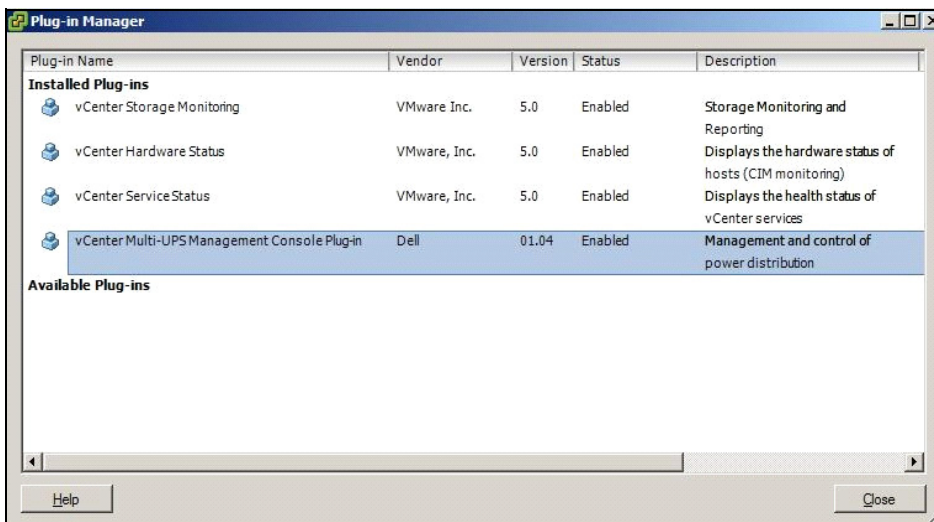 Plug-in Manager
Plug-in Name Vendor Version Status Description
Installed Plug-ins
vCenter Storage Monitoring VMware Inc. 5.0 Enabled Storage Monitoring and
Reporting
vCenter Hardware Status VMware, Inc. 5.0 Enabled Displays the hardware status of
hosts (CIM monitoring)
vCenter Service Status VMware, Inc. 5.0 Enabled Displays the health status of
vCenter services
vCenter Multi-UPS Management Console Plug-in Dell 01.04 Enabled Management and control of
power distribution
Available Plug-ins
Help Close